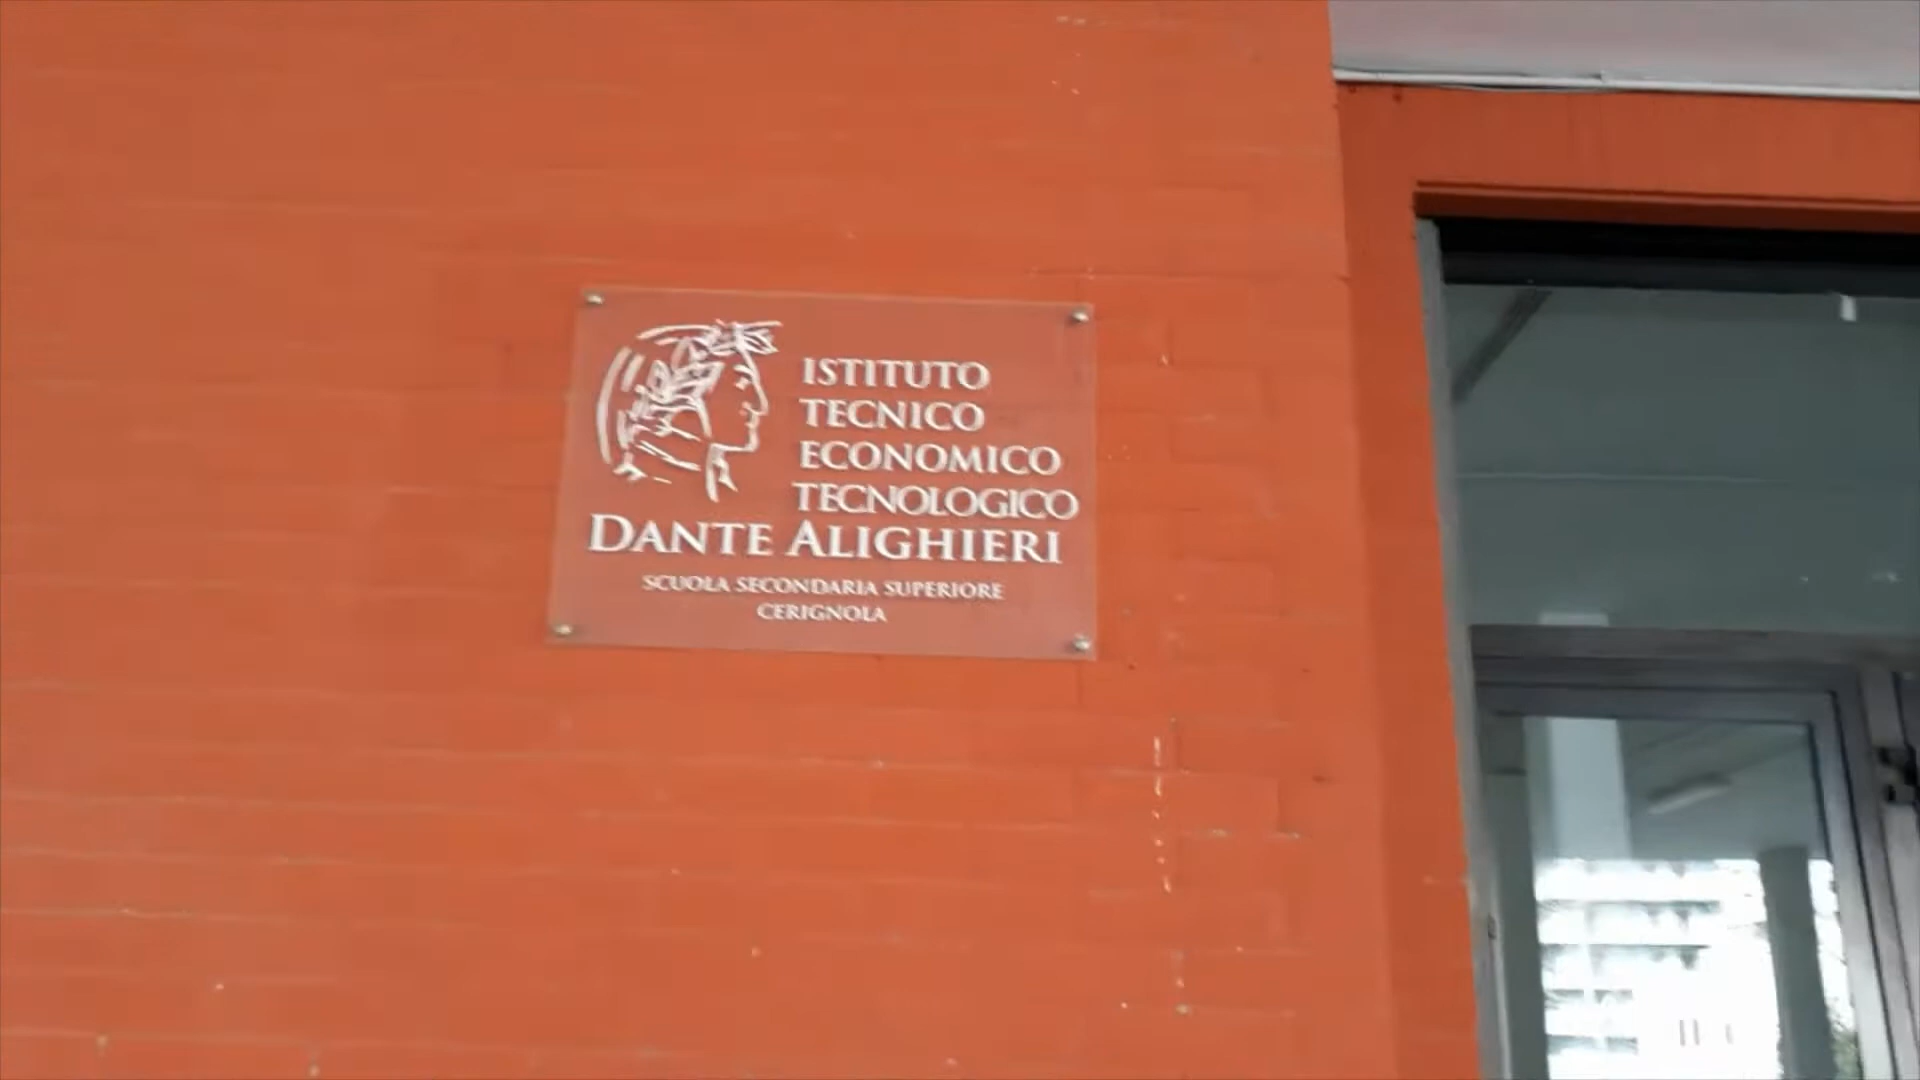 ISTITUTO
TECNICO
ECONOMICO
TECNOLOGICO
DANTE ALIGHIERI
SCUOLA SECONDARIA SUPERIORE
CERIGNOLA